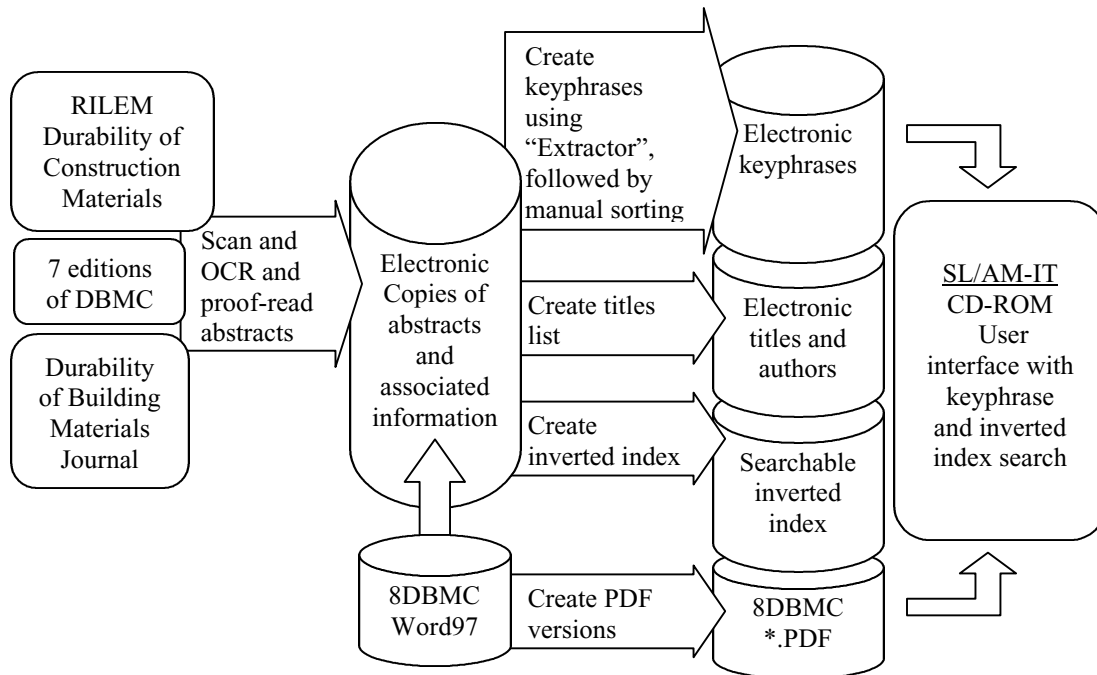 RILEM
Durability of
Construction
Materials
7 editions
of DBMC
Durability
of Building
Materials
Journal
Scan and
OCR and
proof-read
abstracts
Electronic
Copies of
abstracts
and
associated
information
8DBMC
Word97
Create
keyphrases
using
“Extractor”,
followed by
manual sorting
Create titles
list
Create
inverted index
Create PDF
versions
Electronic
keyphrases
Electronic
titles and
authors
Searchable
inverted
index
8DBMC
*.PDF
SL/AM-IT
CD-ROM
User
interface with
keyphrase
and inverted
index search